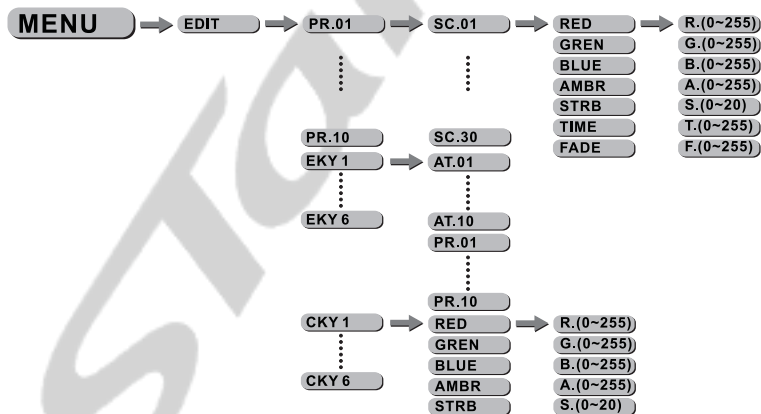 MENU EDIT PR.01 SC.01 RED R.(0~255)
GREN G.(0~255)
BLUE B.(0~255)
AMBR A.(0~255)
STRB S.(0~20)
PR.10 SC.30 TIME T.(0~255)
EKY 1 AT.01 FADE F.(0~255)
EKY 6 AT.10
PR.01
PR.10
CKY 1 RED R.(0~255)
GREN G.(0~255)
BLUE B.(0~255)
CKY 6 AMBR A.(0~255)
STRB S.(0~20)